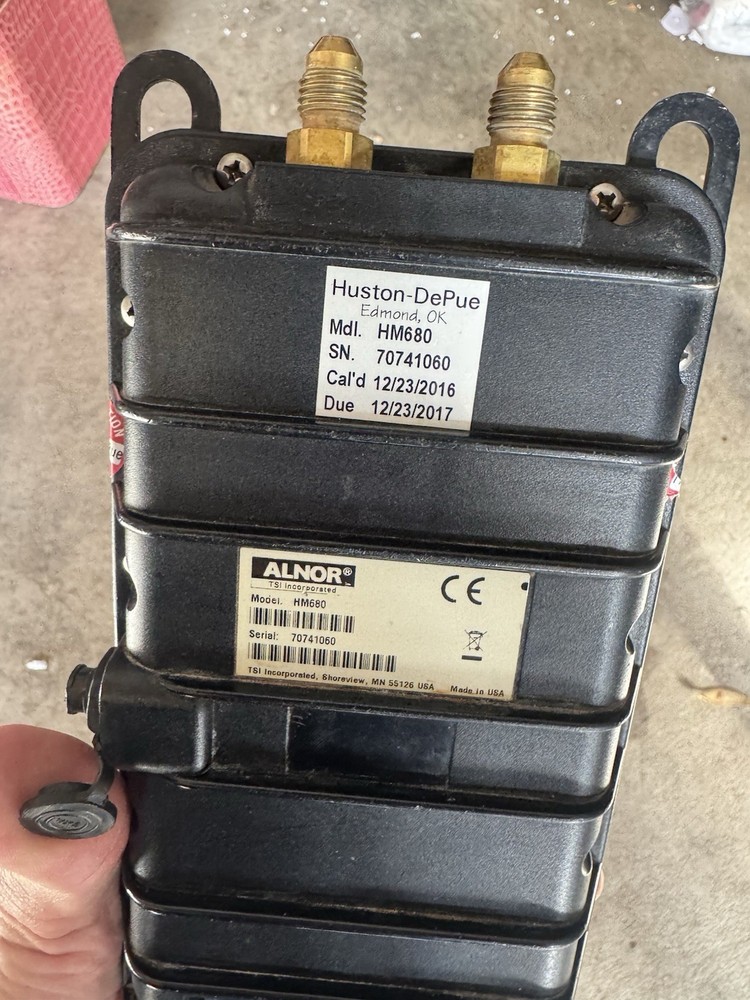 Huston-DePue
Edmond, OK
Mdl. HM680
SN. 70741060
Cal'd 12/23/2016
Due 12/23/2017
ALNOR®
TSI Incorporated
CE
Model: HM680
Serial: 70741060
TSI Incorporated, Shoreview, MN 55126 USA Made in USA